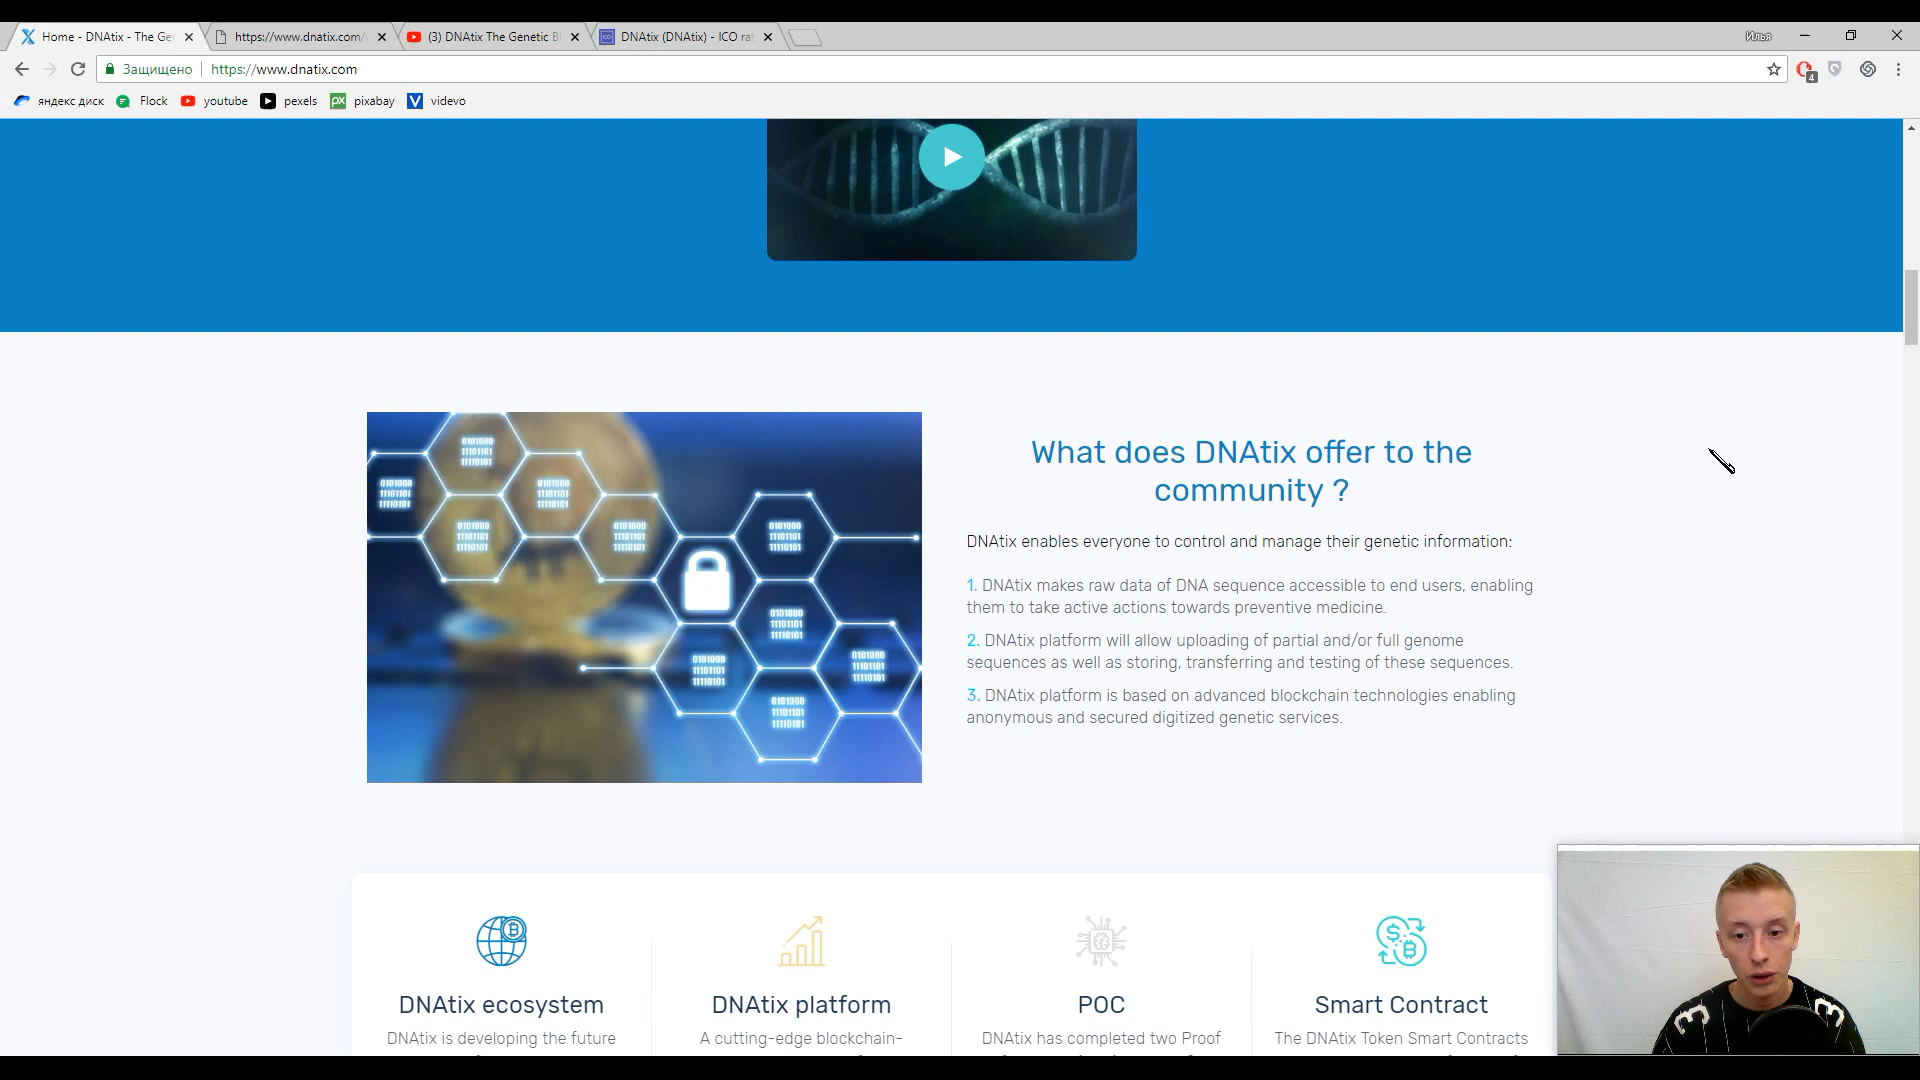 Home - DNAtix - The Ger
https://www.dnatix.com/
(3) DNAtix The Genetic Bl
DNAtix (DNAtix) - ICO ra
Илья
Защищено
https://www.dnatix.com
4
яндекс диск
Flock
youtube
px
pexels
pixabay
V
videvo
What does DNAtix offer to the
community ?
DNAtix enables everyone to control and manage their genetic information:
1. DNAtix makes raw data of DNA sequence accessible to end users, enabling
them to take active actions towards preventive medicine.
2. DNAtix platform will allow uploading of partial and/or full genome
sequences as well as storing, transferring and testing of these sequences.
3. DNAtix platform is based on advanced blockchain technologies enabling
anonymous and secured digitized genetic services.
DNAtix ecosystem
DNAtix platform
POC
Smart Contract
DNAtix is developing the future
A cutting-edge blockchain-
DNAtix has completed two Proof
The DNAtix Token Smart Contracts